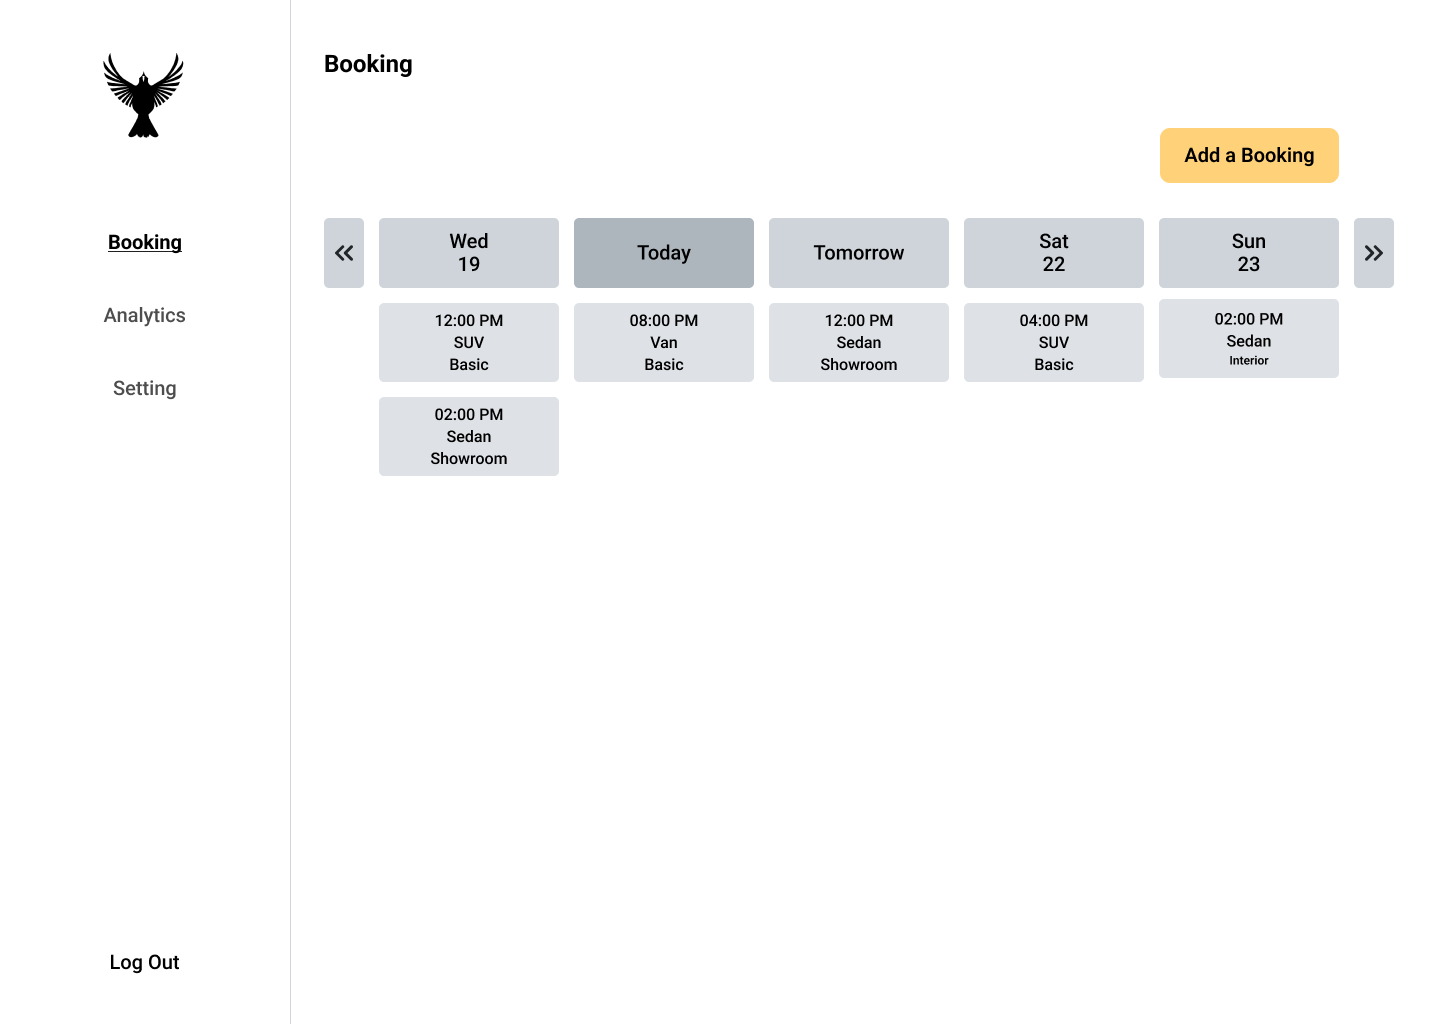 Booking
Add a Booking
Booking
Analytics
Setting
Log Out
Wed
19
Today
Tomorrow
Sat
22
Sun
23
12:00 PM
SUV
Basic
08:00 PM
Van
Basic
12:00 PM
Sedan
Showroom
04:00 PM
SUV
Basic
02:00 PM
Sedan
Interior
02:00 PM
Sedan
Showroom